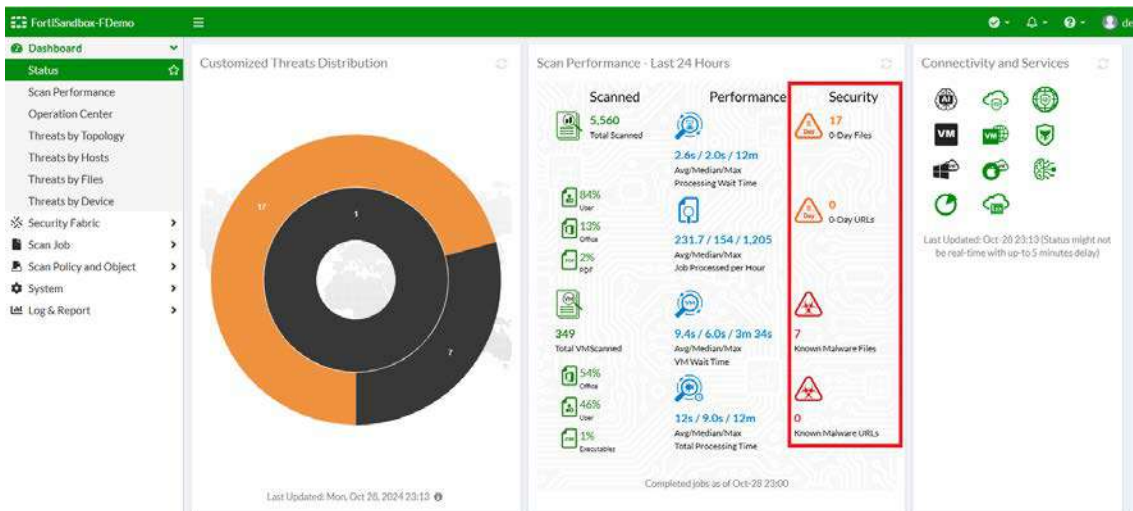 FortiSandbox-FDemo
de
Dashboard
Status
Scan Performance
Operation Center
Threats by Topology
Threats by Hosts
Threats by Files
Threats by Device
Security Fabric
Scan Job
Scan Policy and Object
System
Log & Report
Customized Threats Distribution
17
1
7
Last Updated: Mon, Oct 28, 2024 23:13
Scan Performance - Last 24 Hours
Scanned
5,560
Total Scanned
84%
User
13%
Office
2%
PDF
349
Total VMScanned
54%
Office
46%
User
1%
Executables
Performance
2.6s / 2.0s / 12m
Avg/Median/Max
Processing Wait Time
231.7 / 154 / 1,205
Avg/Median/Max
Job Processed per Hour
VM
9.4s / 6.0s / 3m 34s
Avg/Median/Max
VM Wait Time
12s / 9.0s / 12m
Avg/Median/Max
Total Processing Time
Security
0
Day
17
0-Day Files
0
Day
0
0-Day URLs
7
Known Malware Files
0
Known Malware URLs
Completed jobs as of Oct-28 23:00
Connectivity and Services
AI
VM
VM
Last Updated: Oct-28 23:13 (Status might not
be real-time with up-to 5 minutes delay)